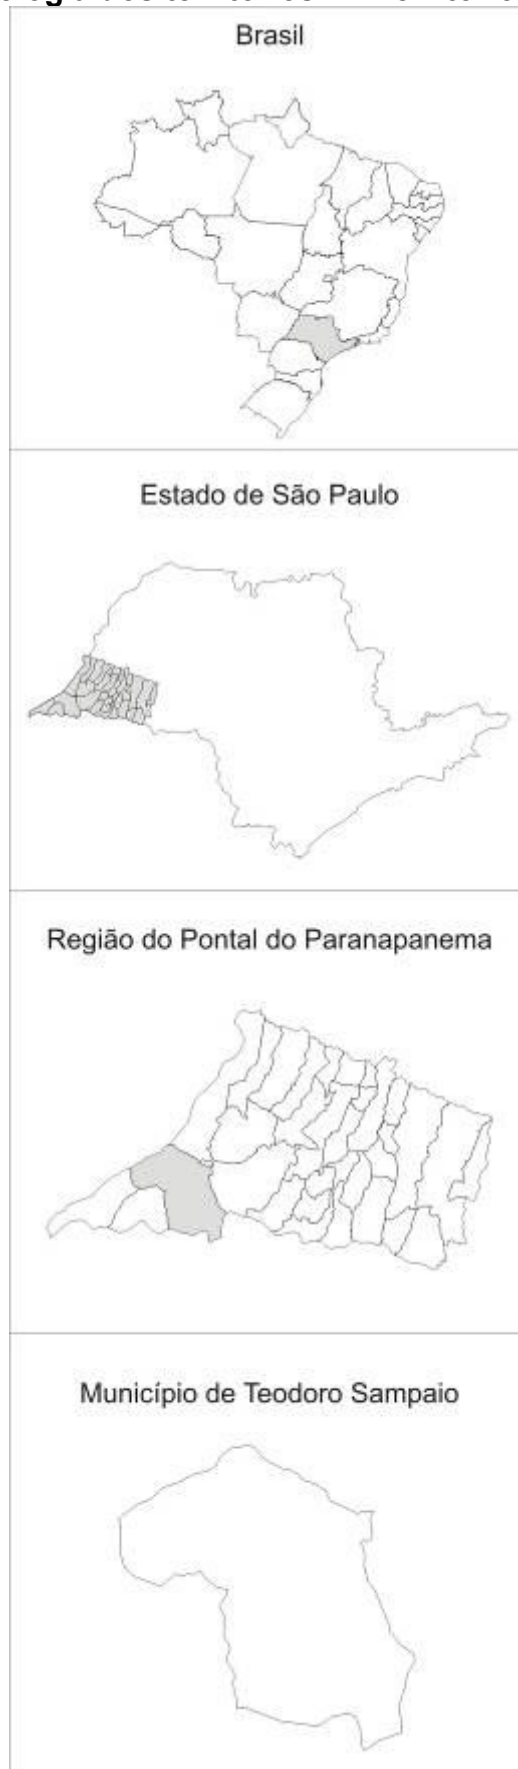 Brasil
Estado de São Paulo
Região do Pontal do Paranapanema
Município de Teodoro Sampaio